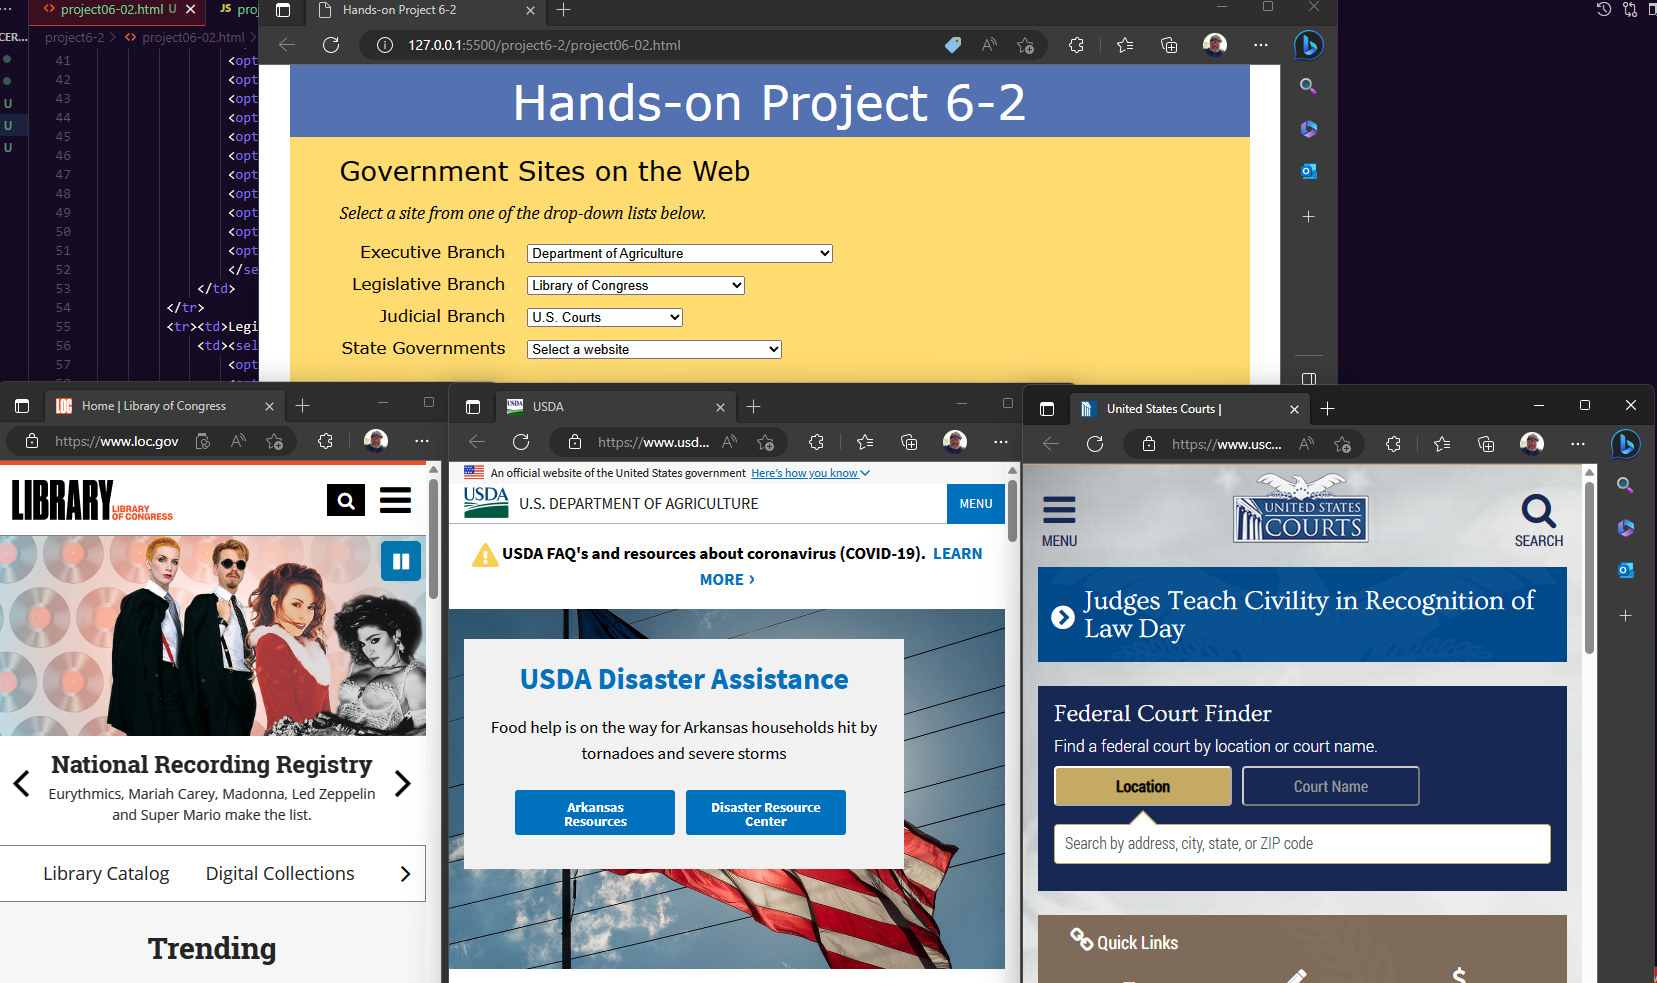 project06-02.html U
JS proj
Hands-on Project 6-2
CER...
project6-2 > project06-02.html >
127.0.0.1:5500/project6-2/project06-02.html
41 <opt
42 <opt
43 <opt
44 <opt
45 <opt
46 <opt
47 <opt
48 <opt
49 <opt
50 <opt
51 <opt
52 </se
53 </td>
54 </tr>
55 <tr><td>Legi
56 <td><sel
57 <opt
U
U
U
Hands-on Project 6-2
Government Sites on the Web
Select a site from one of the drop-down lists below.
Executive Branch Department of Agriculture
Legislative Branch Library of Congress
Judicial Branch U.S. Courts
State Governments Select a website
Home | Library of Congress
https://www.loc.gov
LIBRARY
LIBRARY
OF CONGRESS
National Recording Registry
Eurythmics, Mariah Carey, Madonna, Led Zeppelin
and Super Mario make the list.
Library Catalog Digital Collections
Trending
USDA
https://www.usd...
An official website of the United States government Here's how you know
USDA
U.S. DEPARTMENT OF AGRICULTURE
MENU
USDA FAQ's and resources about coronavirus (COVID-19). LEARN
MORE ›
USDA Disaster Assistance
Food help is on the way for Arkansas households hit by
tornadoes and severe storms
Arkansas
Resources
Disaster Resource
Center
United States Courts |
https://www.usc...
MENU
UNITED STATES
COURTS
SEARCH
Judges Teach Civility in Recognition of
Law Day
Federal Court Finder
Find a federal court by location or court name.
Location Court Name
Search by address, city, state, or ZIP code
Quick Links